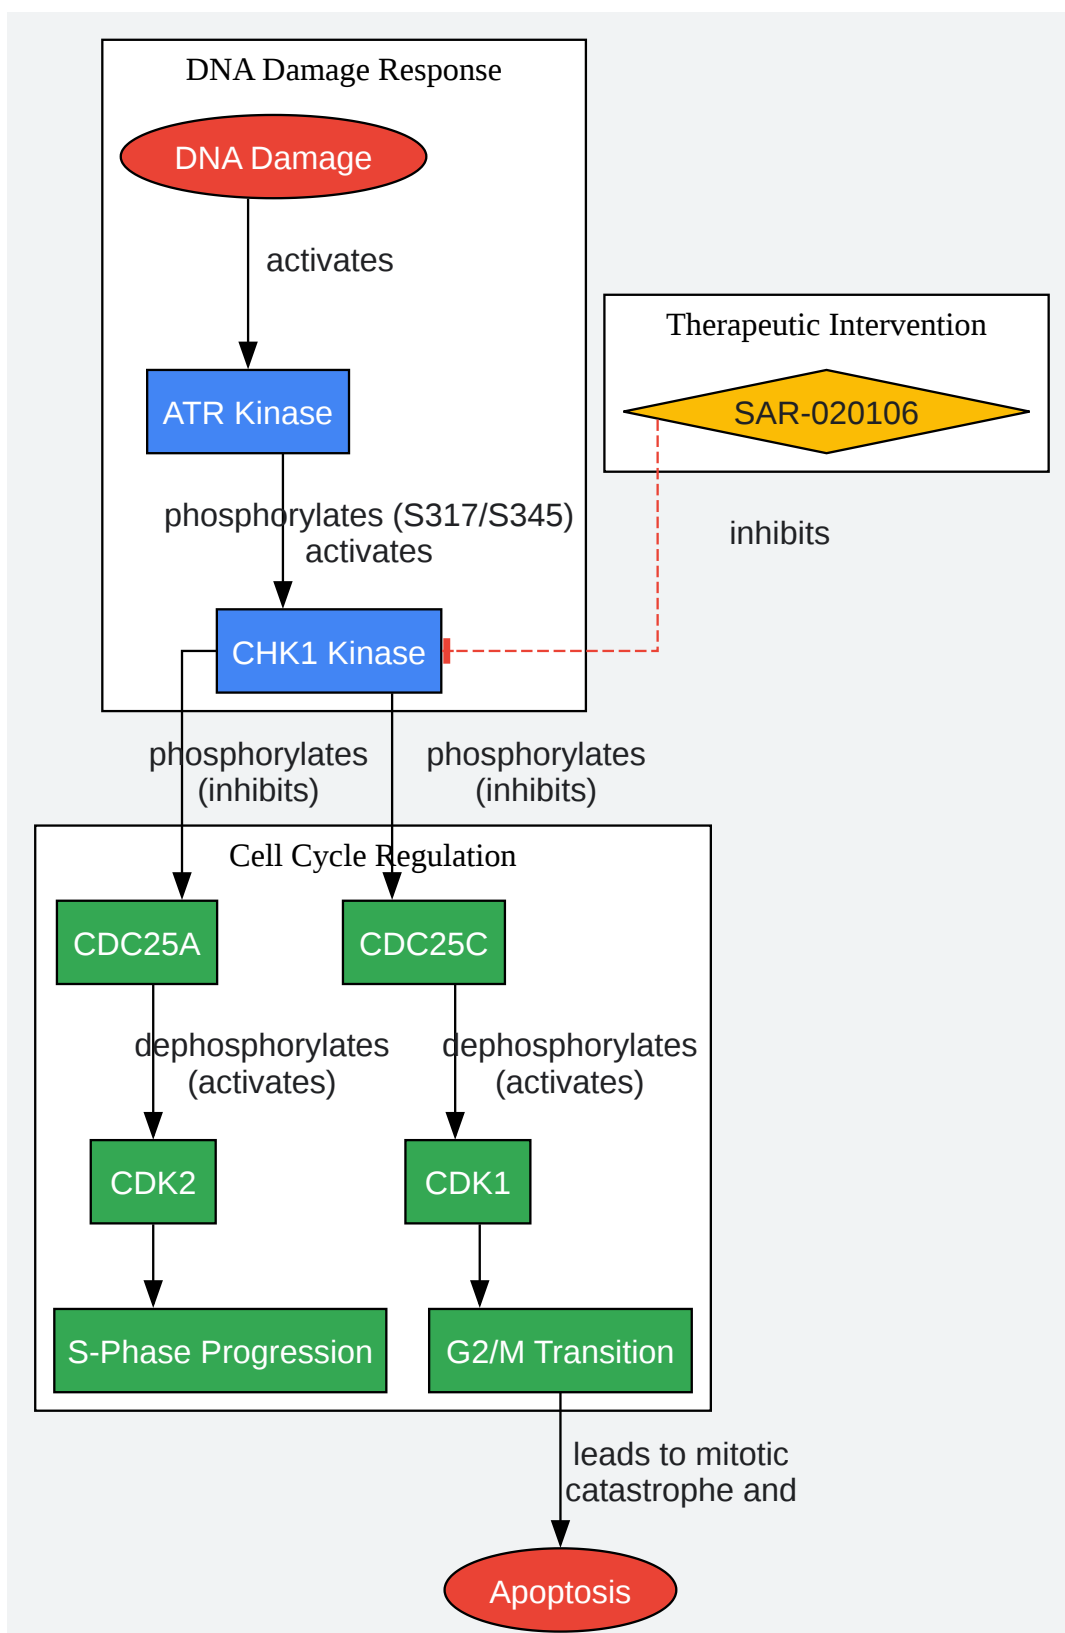 DNA Damage Response
DNA Damage
activates
Therapeutic Intervention
ATR Kinase
SAR-020106
phosphorylates (S317/S345)
activates
inhibits
CHK1 Kinase
phosphorylates
(inhibits)
phosphorylates
(inhibits)
Cell Cycle Regulation
CDC25A
CDC25C
dephosphorylates
(activates)
dephosphorylates
(activates)
CDK2
CDK1
S-Phase Progression
G2/M Transition
leads to mitotic
catastrophe and
Apoptosis